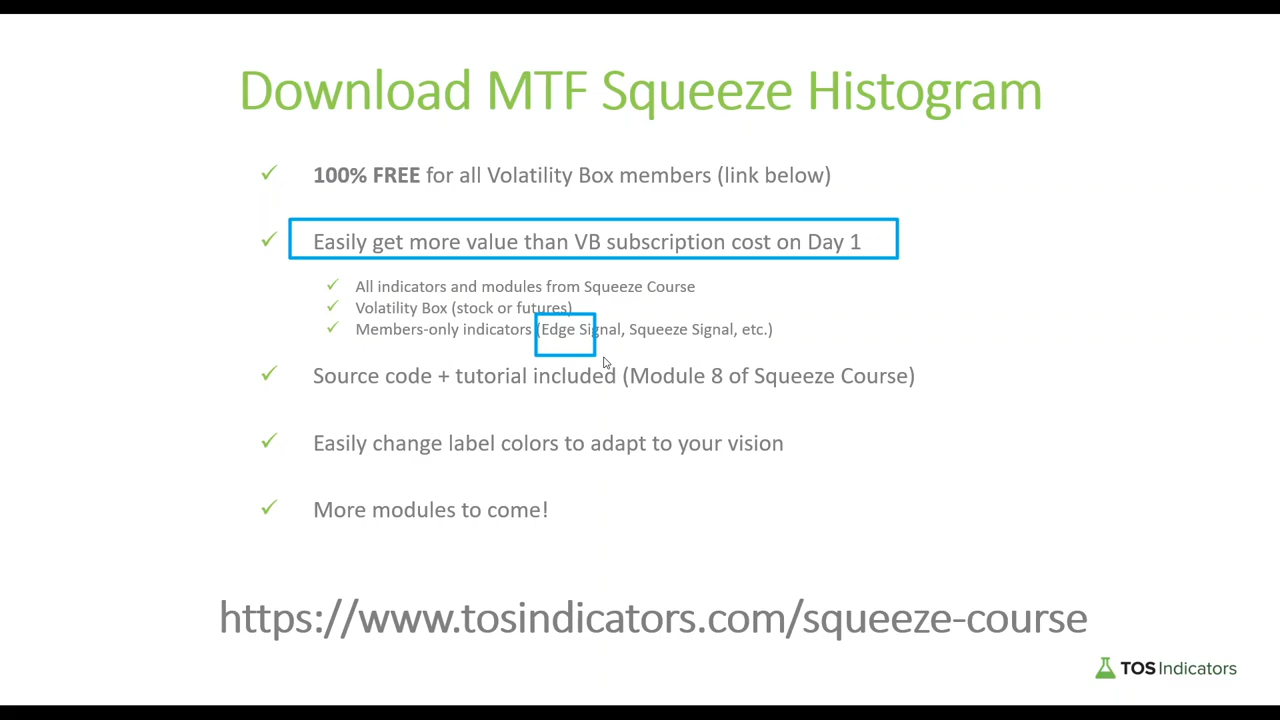 Download MTF Squeeze Histogram
100% FREE for all Volatility Box members (link below)
Easily get more value than VB subscription cost on Day 1
All indicators and modules from Squeeze Course
Volatility Box (stock or futures)
Members-only indicators (Edge Signal, Squeeze Signal, etc.)
Source code + tutorial included (Module 8 of Squeeze Course)
Easily change label colors to adapt to your vision
More modules to come!
https://www.tosindicators.com/squeeze-course
TOS Indicators